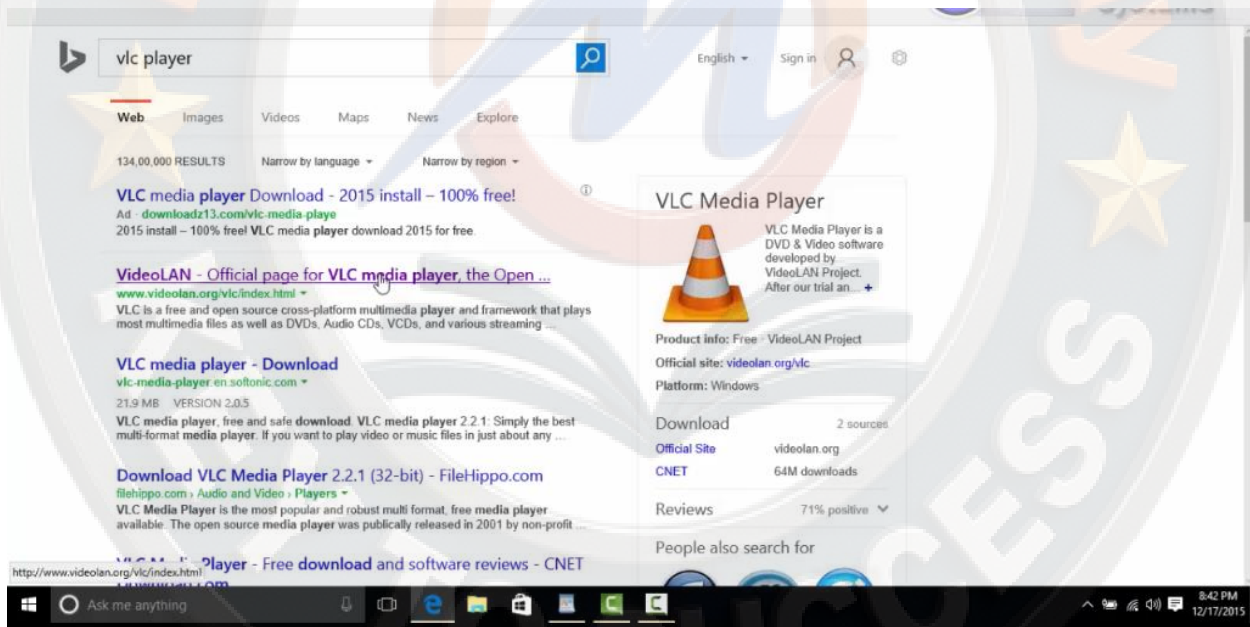 vlc player
English
Sign in
Web Images Videos Maps News Explore
134,00,000 RESULTS Narrow by language Narrow by region
VLC media player Download - 2015 install – 100% free!
Ad · downloadz13.com/vlc-media-playe
2015 install – 100% free! VLC media player download 2015 for free.
VideoLAN - Official page for VLC media player, the Open ...
www.videolan.org/vlc/index.html
VLC is a free and open source cross-platform multimedia player and framework that plays
most multimedia files as well as DVDs, Audio CDs, VCDs, and various streaming ...
VLC media player - Download
vlc-media-player.en.softonic.com
21.9 MB VERSION 2.0.5
VLC media player, free and safe download. VLC media player 2.2.1: Simply the best
multi-format media player. If you want to play video or music files in just about any ...
Download VLC Media Player 2.2.1 (32-bit) - FileHippo.com
filehippo.com › Audio and Video › Players
VLC Media Player is the most popular and robust multi format, free media player
available. The open source media player was publically released in 2001 by non-profit ...
VLC Media Player - Free download and software reviews - CNET
Download.com
VLC Media Player
VLC Media Player is a
DVD & Video software
developed by
VideoLAN Project.
After our trial an... +
Product info: Free · VideoLAN Project
Official site: videolan.org/vlc
Platform: Windows
Download 2 sources
Official Site videolan.org
CNET 64M downloads
Reviews 71% positive
People also search for
http://www.videolan.org/vlc/index.html
Ask me anything
8:42 PM
12/17/2015